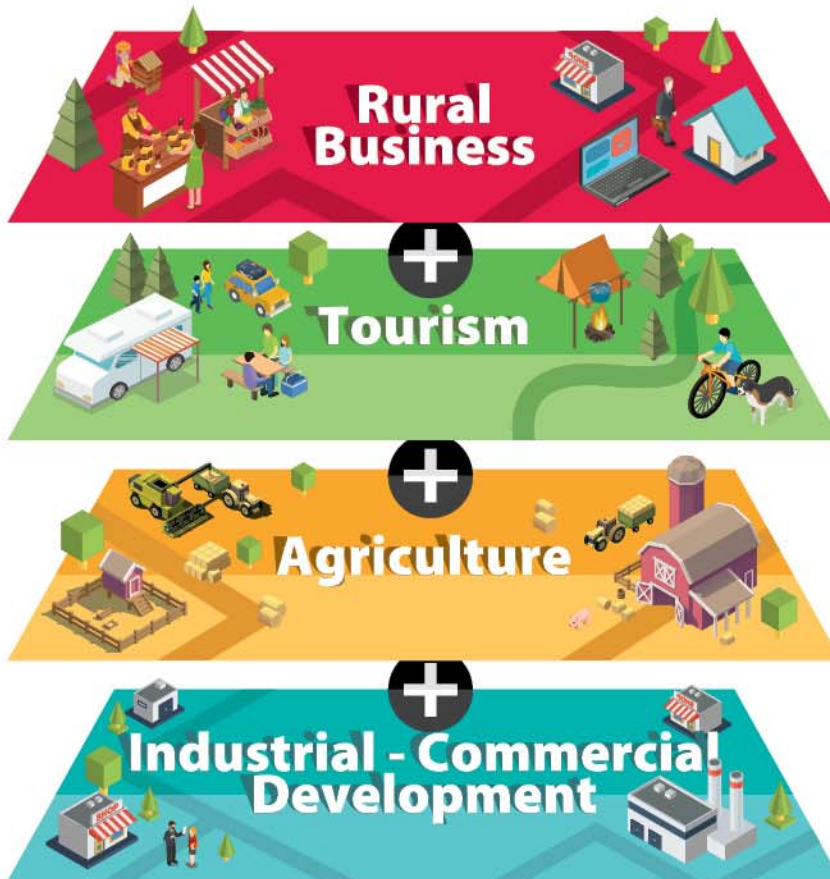 Rural
Business
Tourism
Agriculture
Industrial - Commercial
Development
SHOP